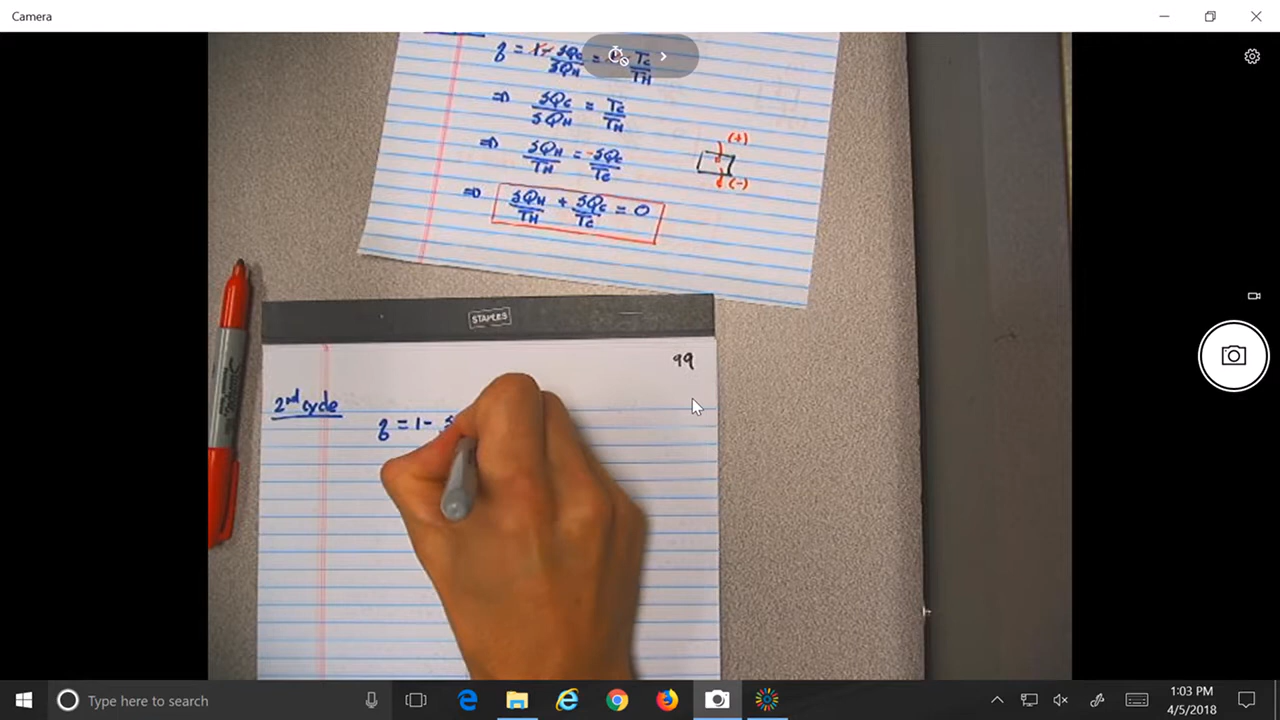 Camera
η = 1 - δQc/δQH = 1 - Tc/TH
⇒ δQc/δQH = Tc/TH
(+)
⇒ δQH/TH = -δQc/Tc
(-)
⇒ δQH/TH + δQc/Tc = 0
STAPLES
99
2nd cycle
η = 1 -
Type here to search
1:03 PM
4/5/2018